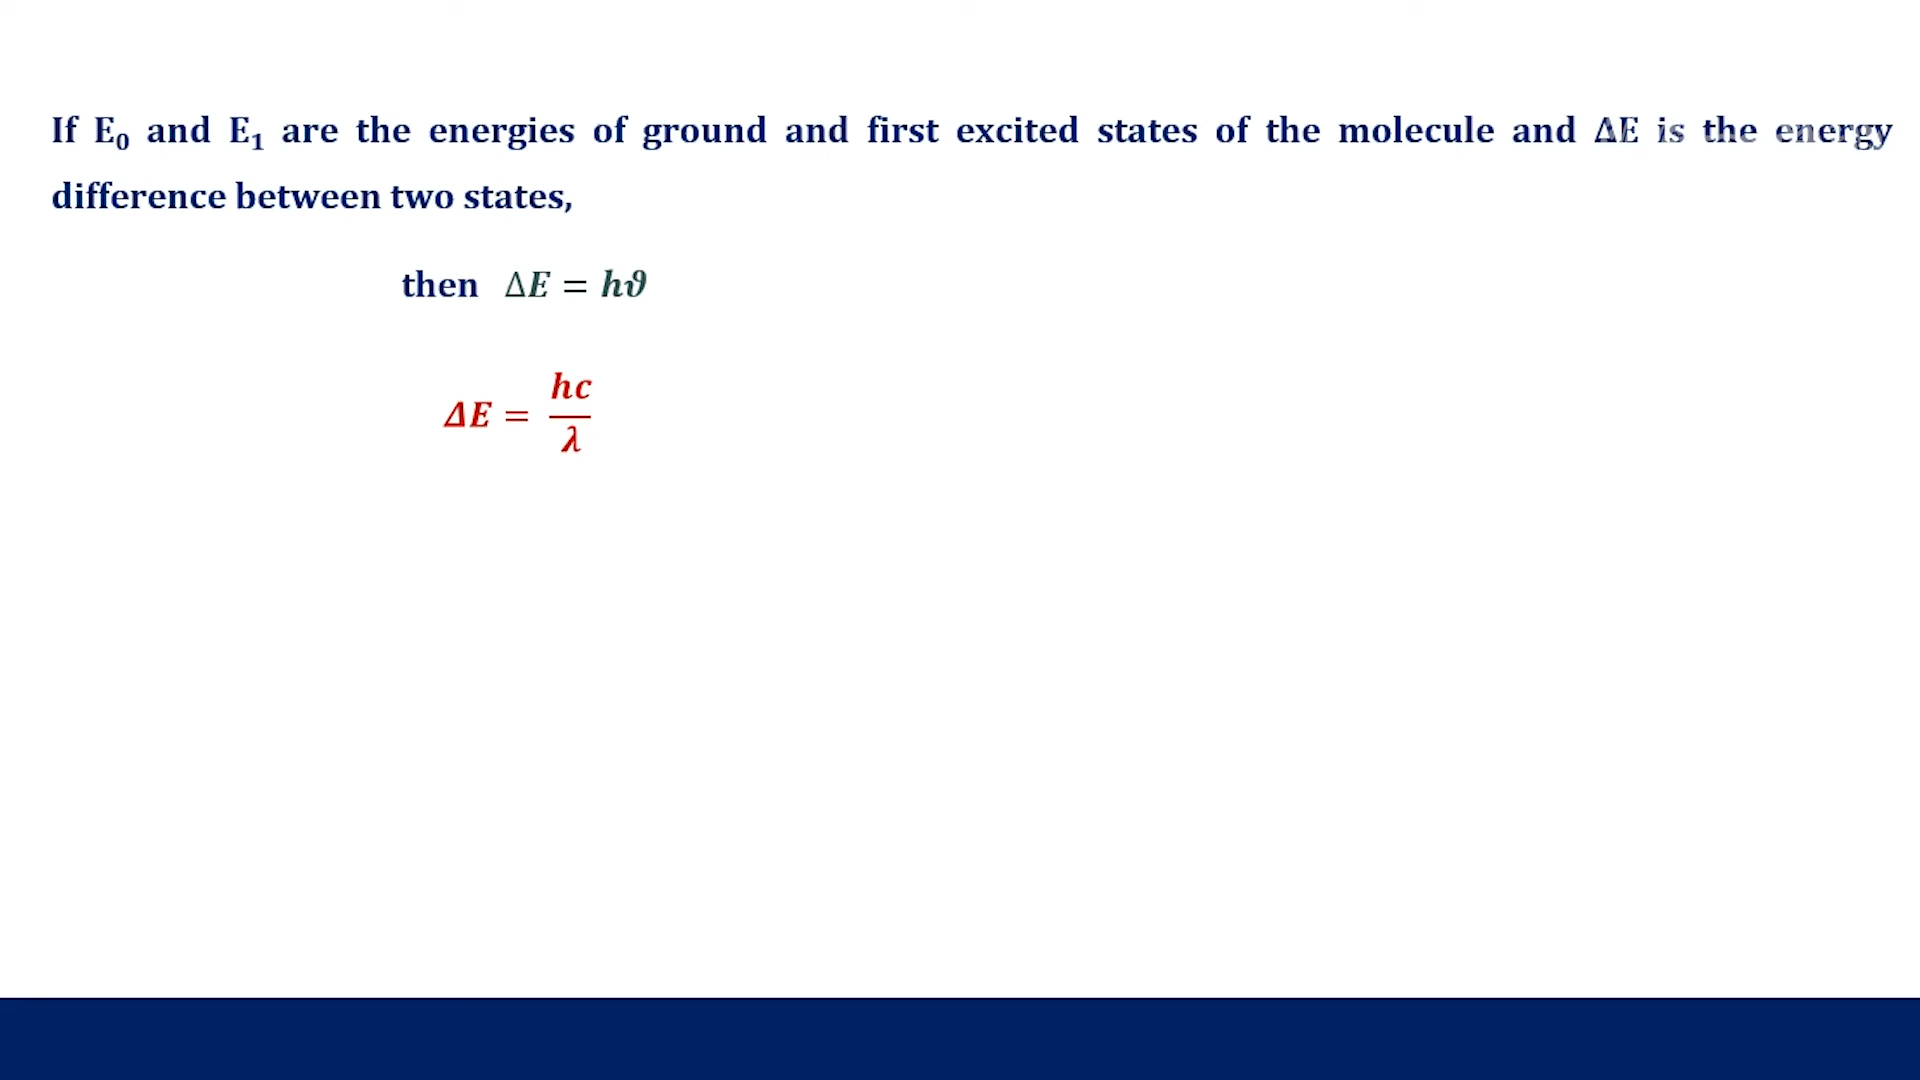 If E₀ and E₁ are the energies of ground and first excited states of the molecule and ΔE is the energy
difference between two states,
then ΔE = hϑ
ΔE = hc/λ